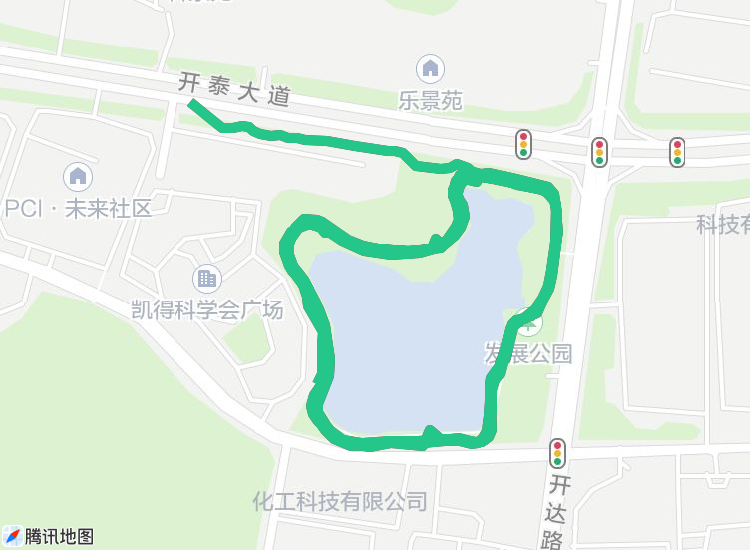 开泰大道
乐景苑
PCI·未来社区
科技有
凯得科学会广场
发展公园
化工科技有限公司
开达路
腾讯地图